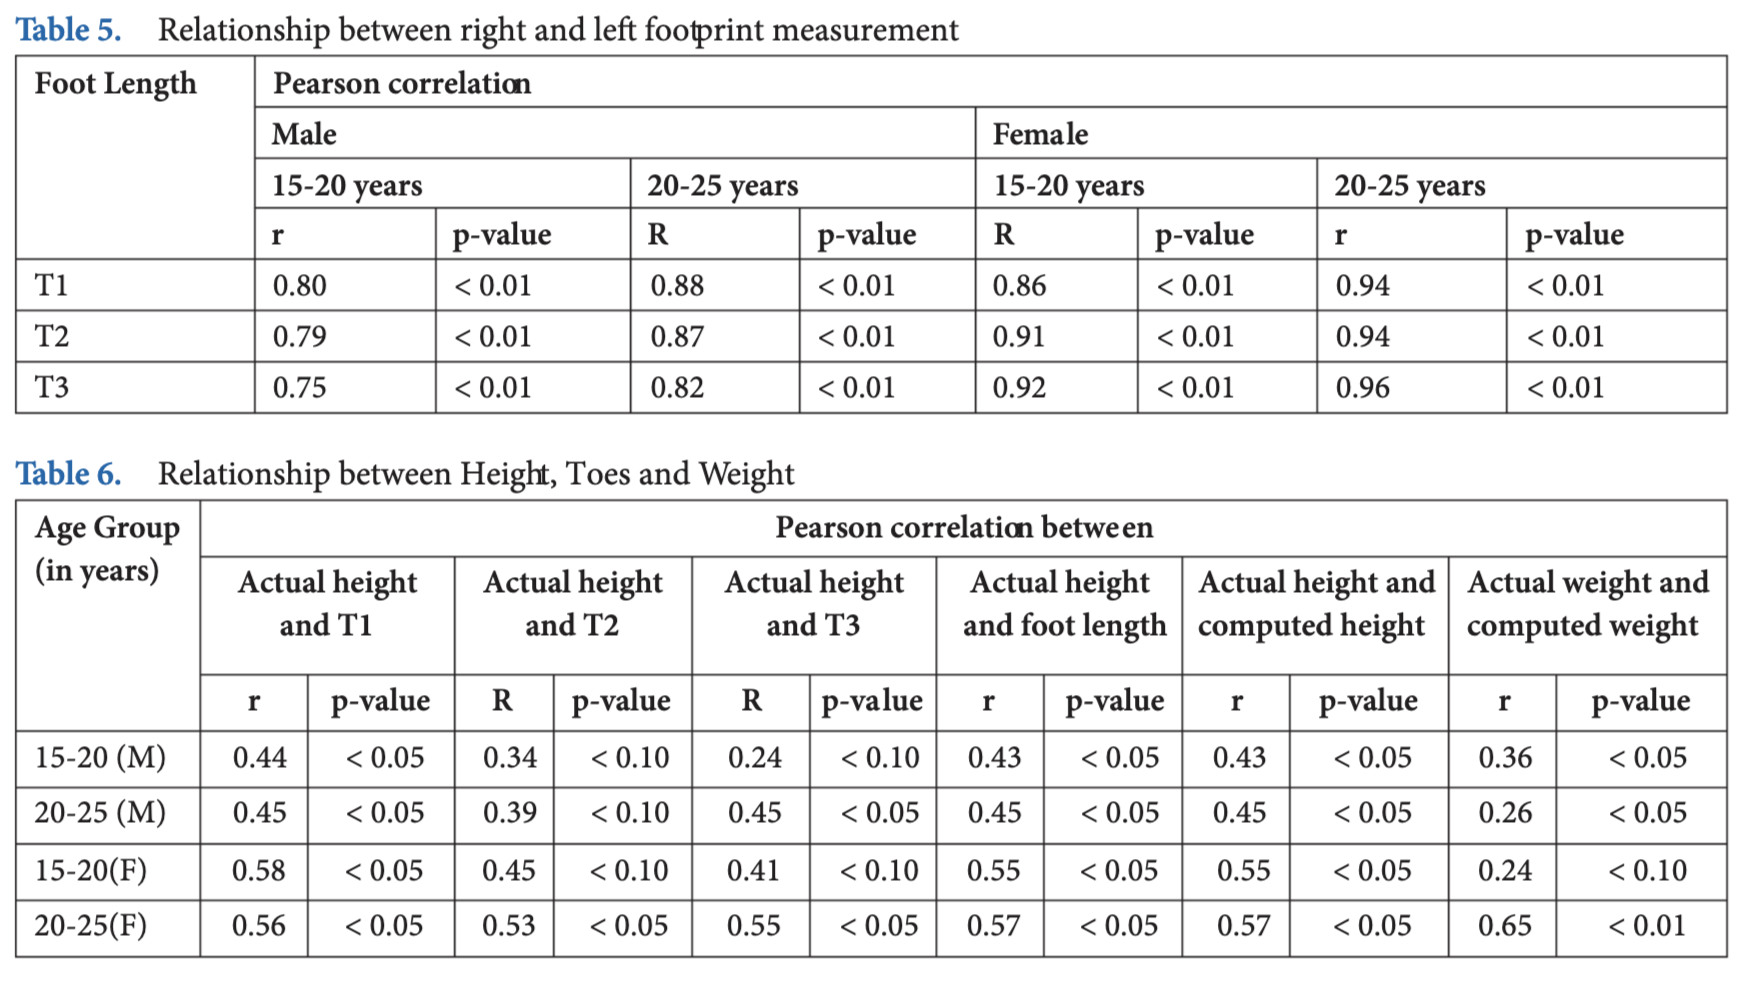 Table 5. Relationship between right and left footprint measurement
Foot Length Pearson correlation
Male Female
15-20 years 20-25 years 15-20 years 20-25 years
r p-value R p-value R p-value r p-value
T1 0.80 < 0.01 0.88 < 0.01 0.86 < 0.01 0.94 < 0.01
T2 0.79 < 0.01 0.87 < 0.01 0.91 < 0.01 0.94 < 0.01
T3 0.75 < 0.01 0.82 < 0.01 0.92 < 0.01 0.96 < 0.01
Table 6. Relationship between Height, Toes and Weight
Age Group Pearson correlation between
(in years)
Actual height Actual height Actual height Actual height Actual height and Actual weight and
and T1 and T2 and T3 and foot length computed height computed weight
r p-value R p-value R p-value r p-value r p-value r p-value
15-20 (M) 0.44 < 0.05 0.34 < 0.10 0.24 < 0.10 0.43 < 0.05 0.43 < 0.05 0.36 < 0.05
20-25 (M) 0.45 < 0.05 0.39 < 0.10 0.45 < 0.05 0.45 < 0.05 0.45 < 0.05 0.26 < 0.05
15-20(F) 0.58 < 0.05 0.45 < 0.10 0.41 < 0.10 0.55 < 0.05 0.55 < 0.05 0.24 < 0.10
20-25(F) 0.56 < 0.05 0.53 < 0.05 0.55 < 0.05 0.57 < 0.05 0.57 < 0.05 0.65 < 0.01